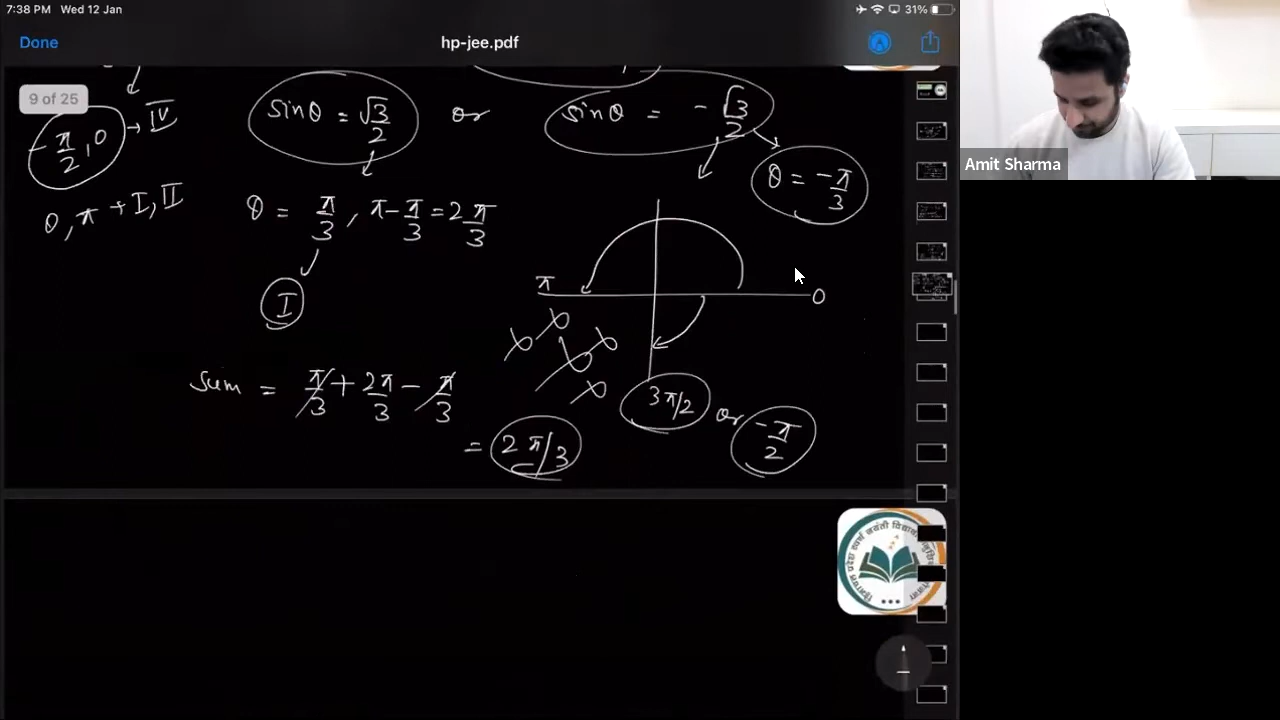 7:38 PM Wed 12 Jan
31%
Done
hp-jee.pdf
9 of 25
Amit Sharma
-π/2, 0 → IV
0, π → I, II
sinθ = √3/2 or sinθ = -√3/2
θ = -π/3
θ = π/3, π - π/3 = 2π/3
I
π
0
3π/2 or -π/2
Sum = π/3 + 2π/3 - π/3
= 2π/3